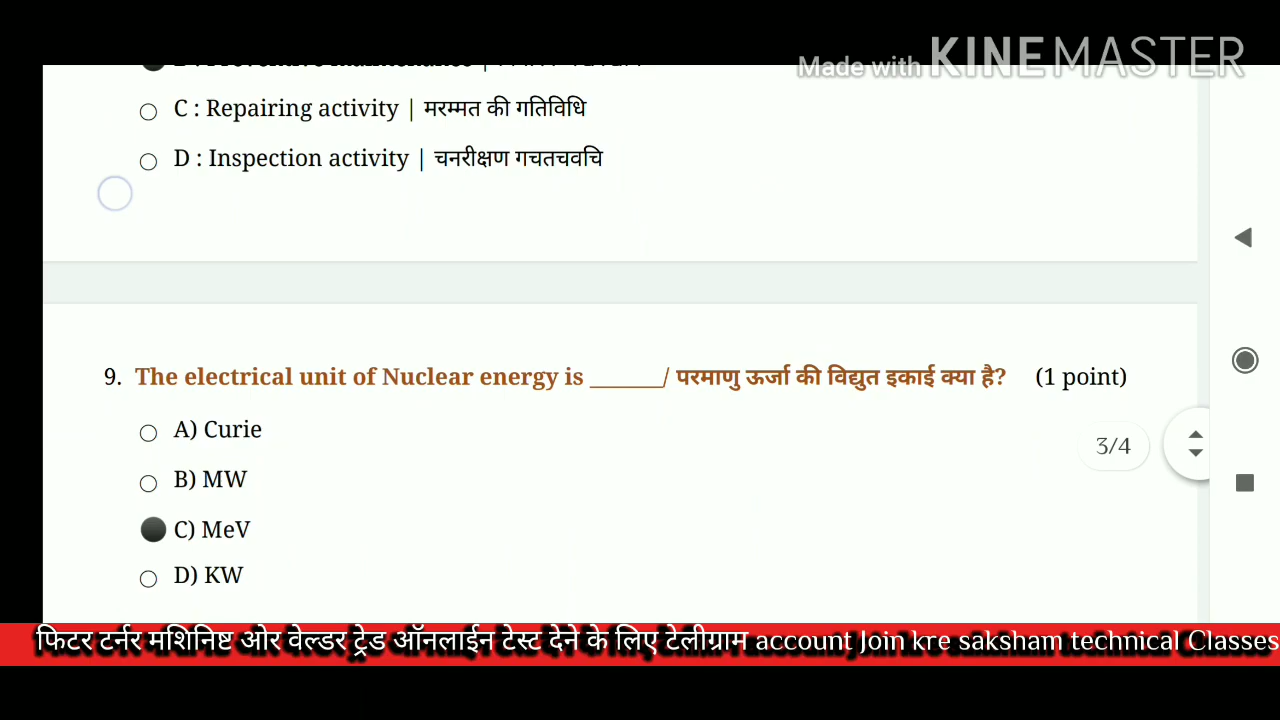 Made with KINEMASTER
C : Repairing activity | मरम्मत की गतिविधि
D : Inspection activity | चनरीक्षण गचतचवचि
9. The electrical unit of Nuclear energy is ______/ परमाणु ऊर्जा की विद्युत इकाई क्या है? (1 point)
A) Curie
3/4
B) MW
C) MeV
D) KW
फिटर टर्नर मशिनिष्ट ओर वेल्डर ट्रेड ऑनलाईन टेस्ट देने के लिए टेलीग्राम account Join kre saksham technical Classes